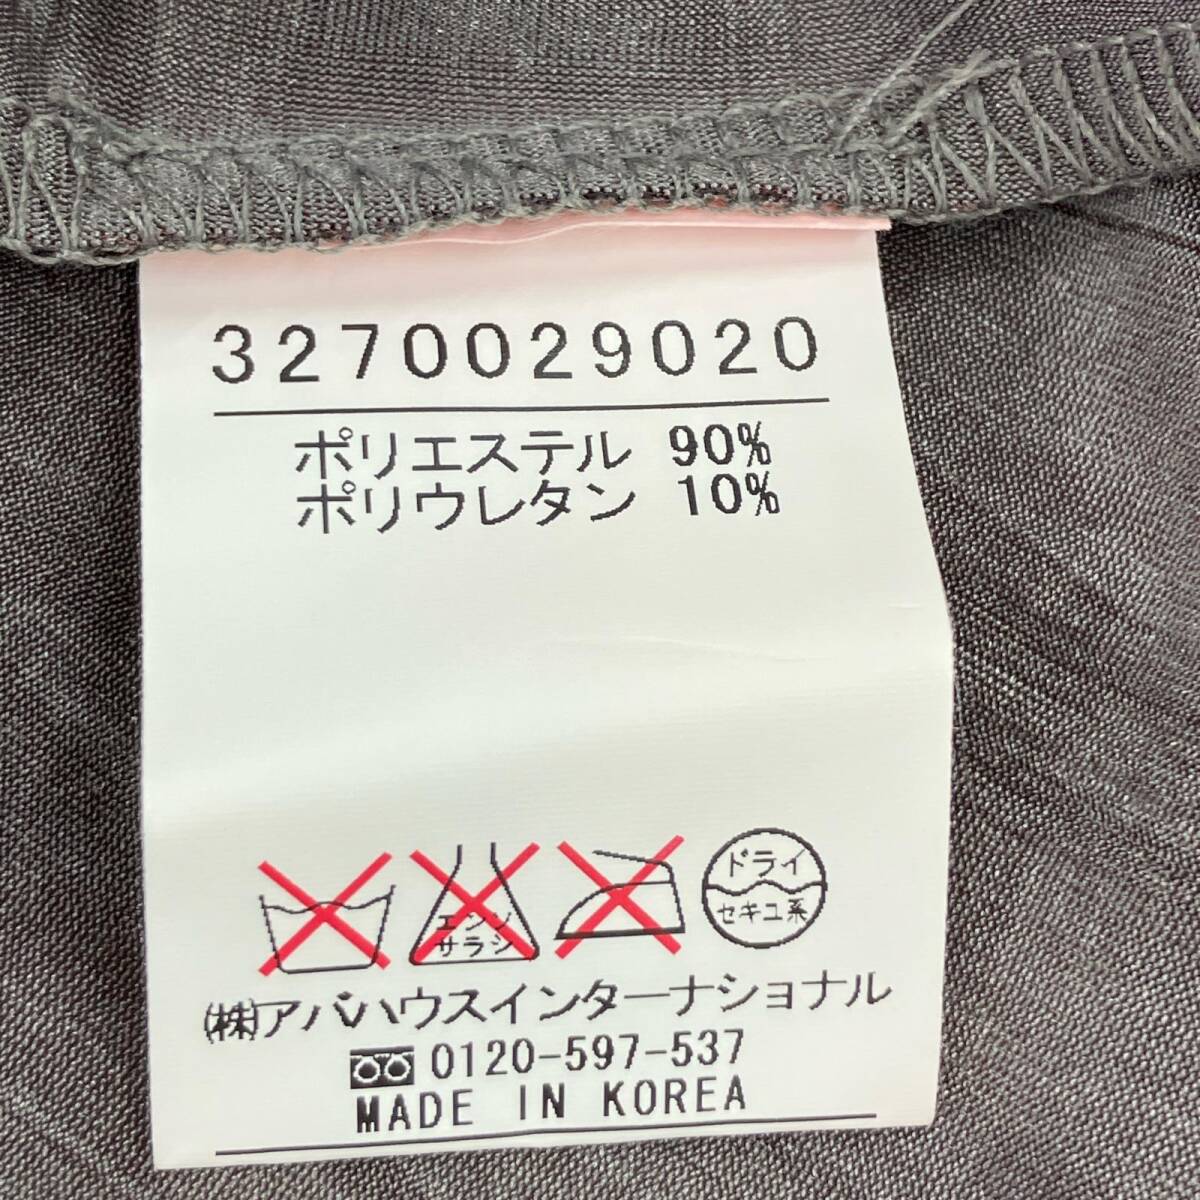 3270029020
ポリエステル 90%
ポリウレタン 10%
エンソ
サラシ
ドライ
セキユ系
㈱アバハウスインターナショナル
0120-597-537
MADE IN KOREA